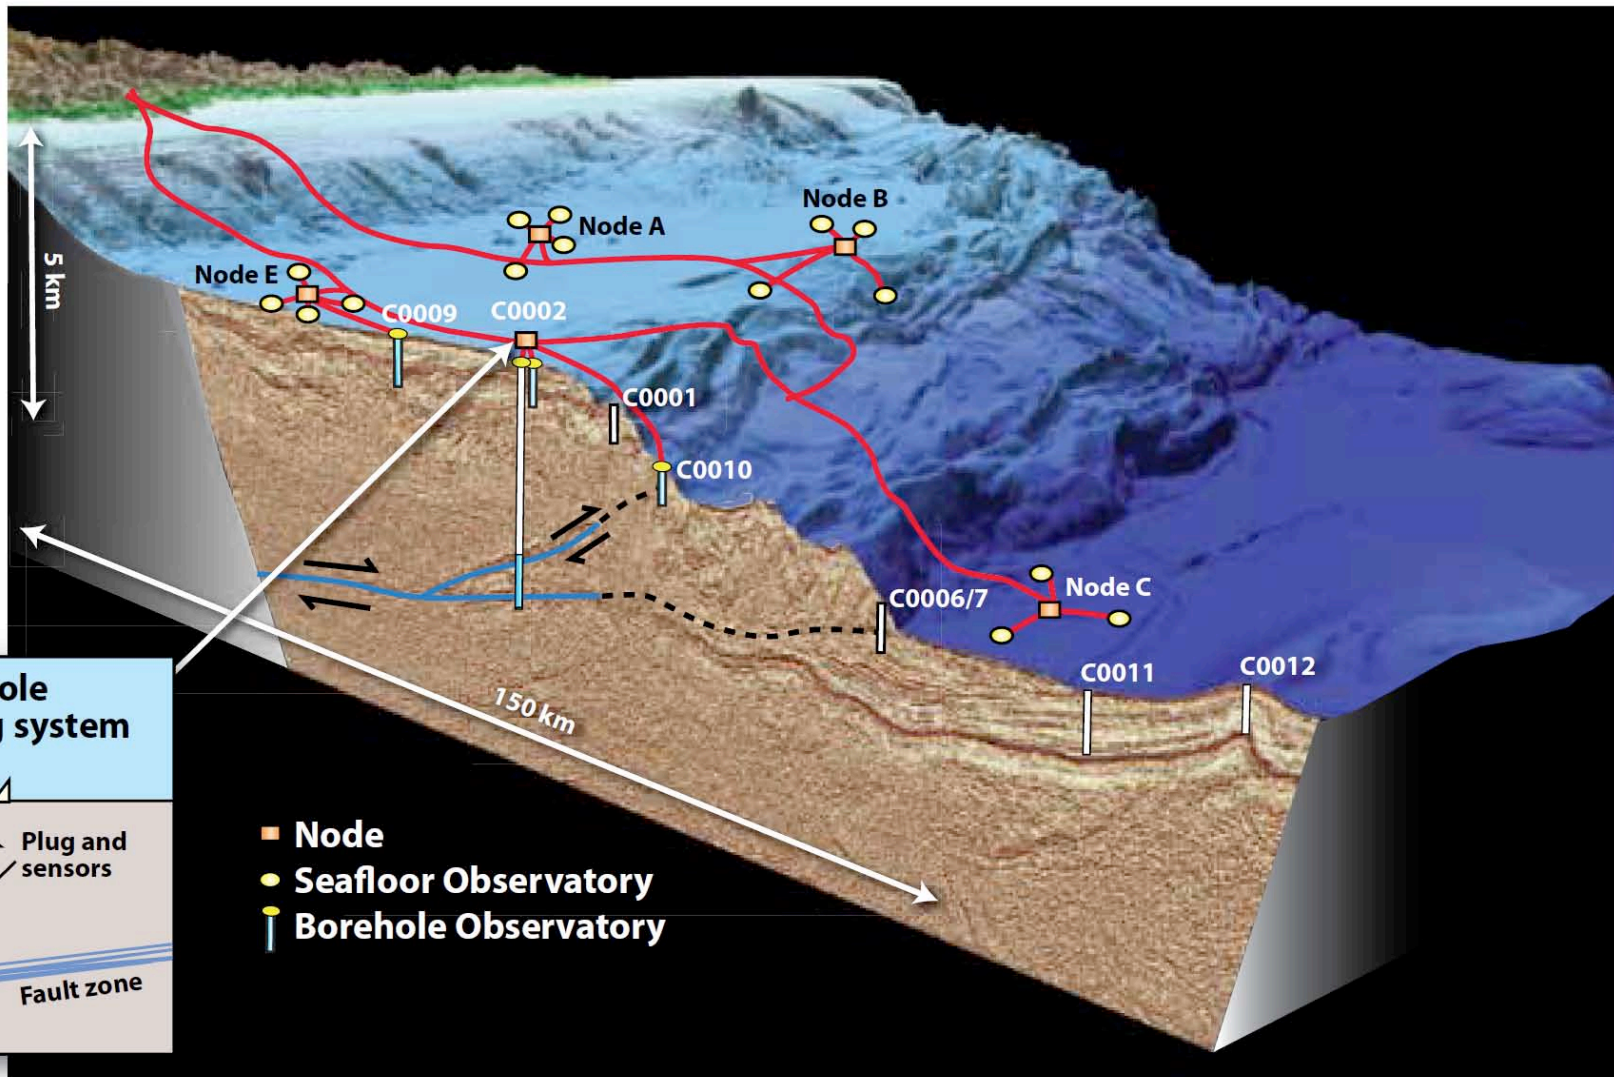 Node B
Node A
Node E
5 km
C0009
C0002
C0001
C0010
C0006/7
Node C
C0011
C0012
150 km
system
Plug and
sensors
Fault zone
Node
Seafloor Observatory
Borehole Observatory